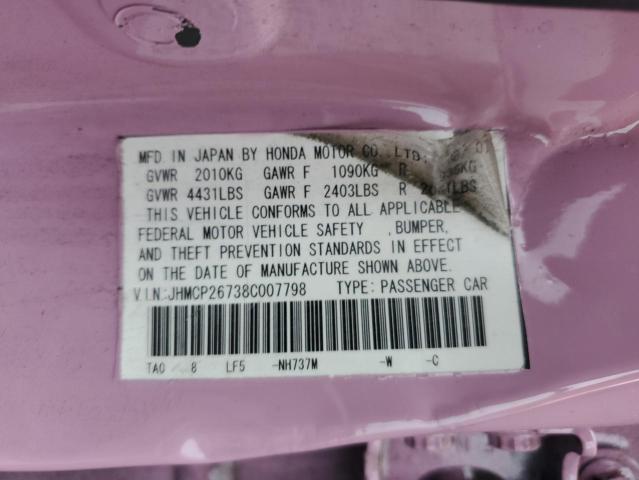 MFD. IN JAPAN BY HONDA MOTOR CO., LTD.
GVWR 2010KG GAWR F 1090KG R
GVWR 4431LBS GAWR F 2403LBS R
THIS VEHICLE CONFORMS TO ALL APPLICABLE
FEDERAL MOTOR VEHICLE SAFETY ,BUMPER,
AND THEFT PREVENTION STANDARDS IN EFFECT
ON THE DATE OF MANUFACTURE SHOWN ABOVE.
V.I.N.:JHMCP26738C007798 TYPE: PASSENGER CAR
TA0 8 LF5 -NH737M -W -C